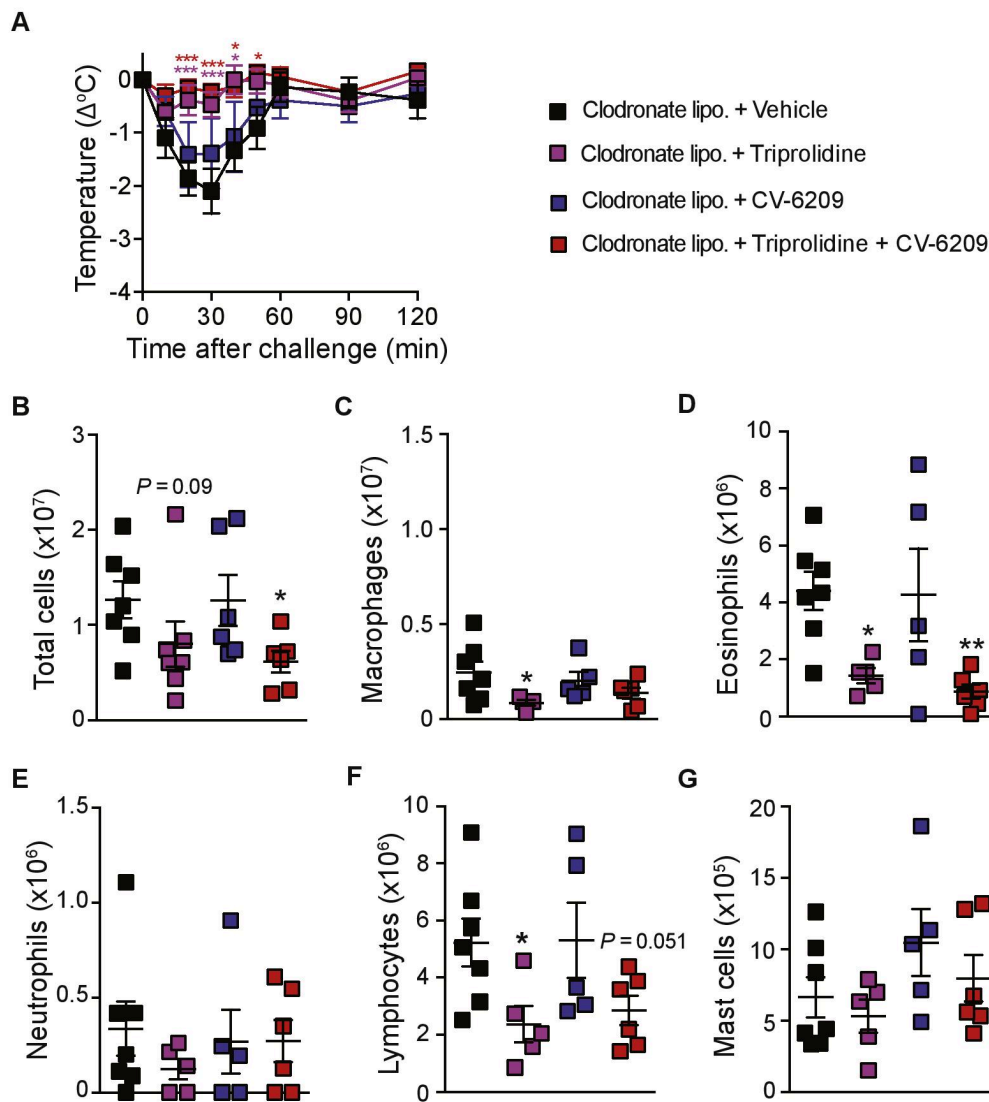 A
Temperature (Δ°C)
0
-1
-2
-3
-4
***
***
***
***
*
*
*
0 30 60 90 120
Time after challenge (min)
Clodronate lipo. + Vehicle
Clodronate lipo. + Triprolidine
Clodronate lipo. + CV-6209
Clodronate lipo. + Triprolidine + CV-6209
B
Total cells (x10⁷)
3
2
1
0
P = 0.09
*
C
Macrophages (x10⁷)
1.5
1.0
0.5
0
*
D
Eosinophils (x10⁶)
10
8
6
4
2
0
*
**
E
Neutrophils (x10⁶)
1.5
1.0
0.5
0
F
Lymphocytes (x10⁶)
10
8
6
4
2
0
*
P = 0.051
G
Mast cells (x10⁵)
20
15
10
5
0